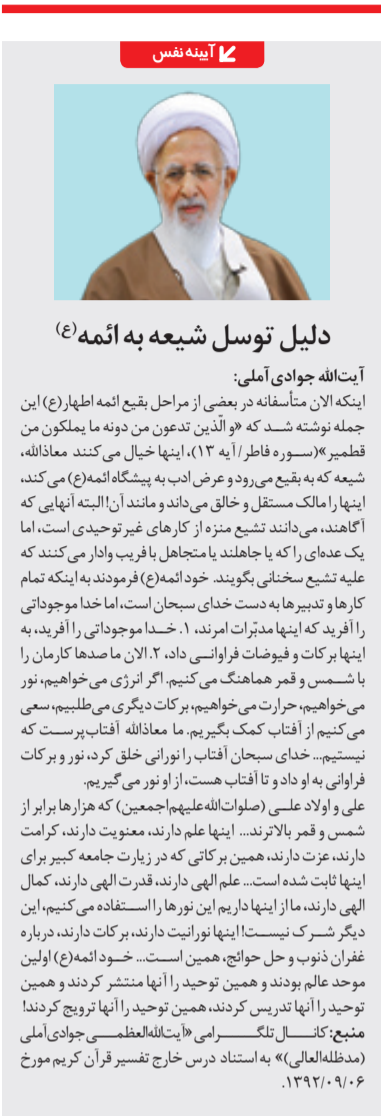 آیینه نفس
دلیل توسل شیعه به ائمه(ع)
آیت‌الله جوادی‌آملی:
اینکه الان متأسفانه در بعضی از مراحل بقیع ائمه اطهار(ع) این
جمله نوشته شد که «و الّذین تدعون من دونه ما یملکون من
قطمیر» (سوره فاطر/ آیه ۱۳)، اینها خیال می‌کنند معاذالله،
شیعه که به بقیع می‌رود و عرض ادب به پیشگاه ائمه(ع) می‌کند،
اینها را مالک مستقل و خالق می‌داند و مانند آن! البته آنهایی که
آگاهند، می‌دانند تشیع منزه از کارهای غیرتوحیدی است، اما
یک عده‌ای را که یا جاهلند یا متجاهل با فریب وادار می‌کنند که
علیه تشیع سخنانی بگویند. خود ائمه(ع) فرمودند به اینکه تمام
کارها و تدبیرها به دست خدای سبحان است، اما خدا موجوداتی
را آفرید که اینها مدبّرات امرند، ۱. خدا موجوداتی را آفرید، به
اینها برکات و فیوضات فراوانی داد، ۲. الان ما صدها کارمان را
با شمس و قمر هماهنگ می‌کنیم. اگر انرژی می‌خواهیم، نور
می‌خواهیم، حرارت می‌خواهیم، برکات دیگری می‌طلبیم، سعی
می‌کنیم از آفتاب کمک بگیریم. ما معاذالله آفتاب‌پرست که
نیستیم... خدای سبحان آفتاب را نورانی خلق کرد، نور و برکات
فراوانی به او داد و تا آفتاب هست، از او نور می‌گیریم.
علی و اولاد علی (صلوات‌الله‌علیهم‌اجمعین) که هزارها برابر از
شمس و قمر بالاترند... اینها علم دارند، معنویت دارند، کرامت
دارند، عزت دارند، همین برکاتی که در زیارت جامعه کبیر برای
اینها ثابت شده است... علم الهی دارند، قدرت الهی دارند، کمال
الهی دارند، ما از اینها داریم این نورها را استفاده می‌کنیم، این
دیگر شرک نیست! اینها نورانیت دارند، برکات دارند، درباره
غفران ذنوب و حل حوائج، همین است... خود ائمه(ع) اولین
موحد عالم بودند و همین توحید را آنها منتشر کردند و همین
توحید را آنها تدریس کردند، همین توحید را آنها ترویج کردند!
منبع: کانال تلگرامی «آیت‌الله‌العظمی جوادی‌آملی
(مدظله‌العالی)» به استناد درس خارج تفسیر قرآن کریم مورخ
۱۳۹۲/۰۹/۰۶.